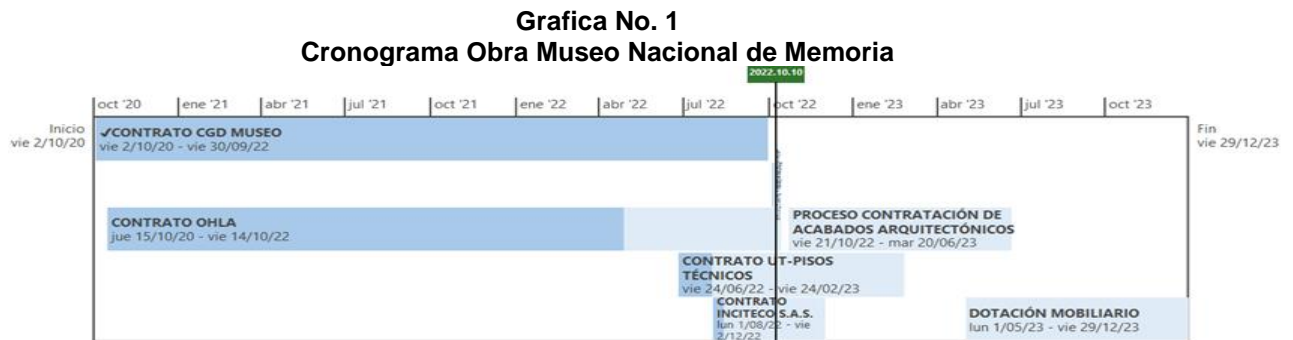 Grafica No. 1
Cronograma Obra Museo Nacional de Memoria
2022.10.10
oct '20 ene '21 abr '21 jul '21 oct '21 ene '22 abr '22 jul '22 oct '22 ene '23 abr '23 jul '23 oct '23
Inicio
vie 2/10/20
✓CONTRATO CGD MUSEO
vie 2/10/20 - vie 30/09/22
Fin
vie 29/12/23
CONTRATO OHLA
jue 15/10/20 - vie 14/10/22
PROCESO CONTRATACIÓN DE
ACABADOS ARQUITECTÓNICOS
vie 21/10/22 - mar 20/06/23
CONTRATO UT-PISOS
TÉCNICOS
vie 24/06/22 - vie 24/02/23
CONTRATO
INCITECO S.A.S.
lun 1/08/22 - vie
2/12/22
DOTACIÓN MOBILIARIO
lun 1/05/23 - vie 29/12/23